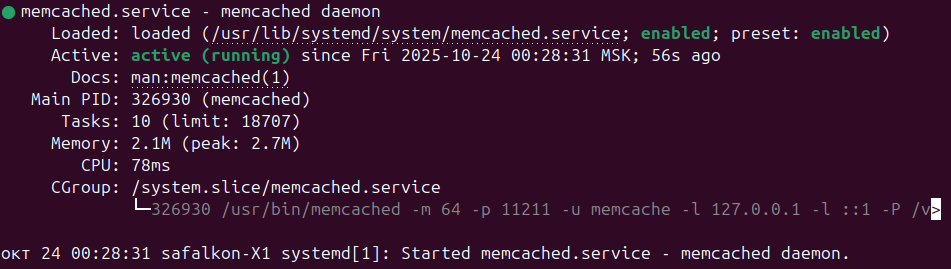 ● memcached.service - memcached daemon
Loaded: loaded (/usr/lib/systemd/system/memcached.service; enabled; preset: enabled)
Active: active (running) since Fri 2025-10-24 00:28:31 MSK; 56s ago
Docs: man:memcached(1)
Main PID: 326930 (memcached)
Tasks: 10 (limit: 18707)
Memory: 2.1M (peak: 2.7M)
CPU: 78ms
CGroup: /system.slice/memcached.service
└─326930 /usr/bin/memcached -m 64 -p 11211 -u memcache -l 127.0.0.1 -l ::1 -P /v>
окт 24 00:28:31 safalkon-X1 systemd[1]: Started memcached.service - memcached daemon.